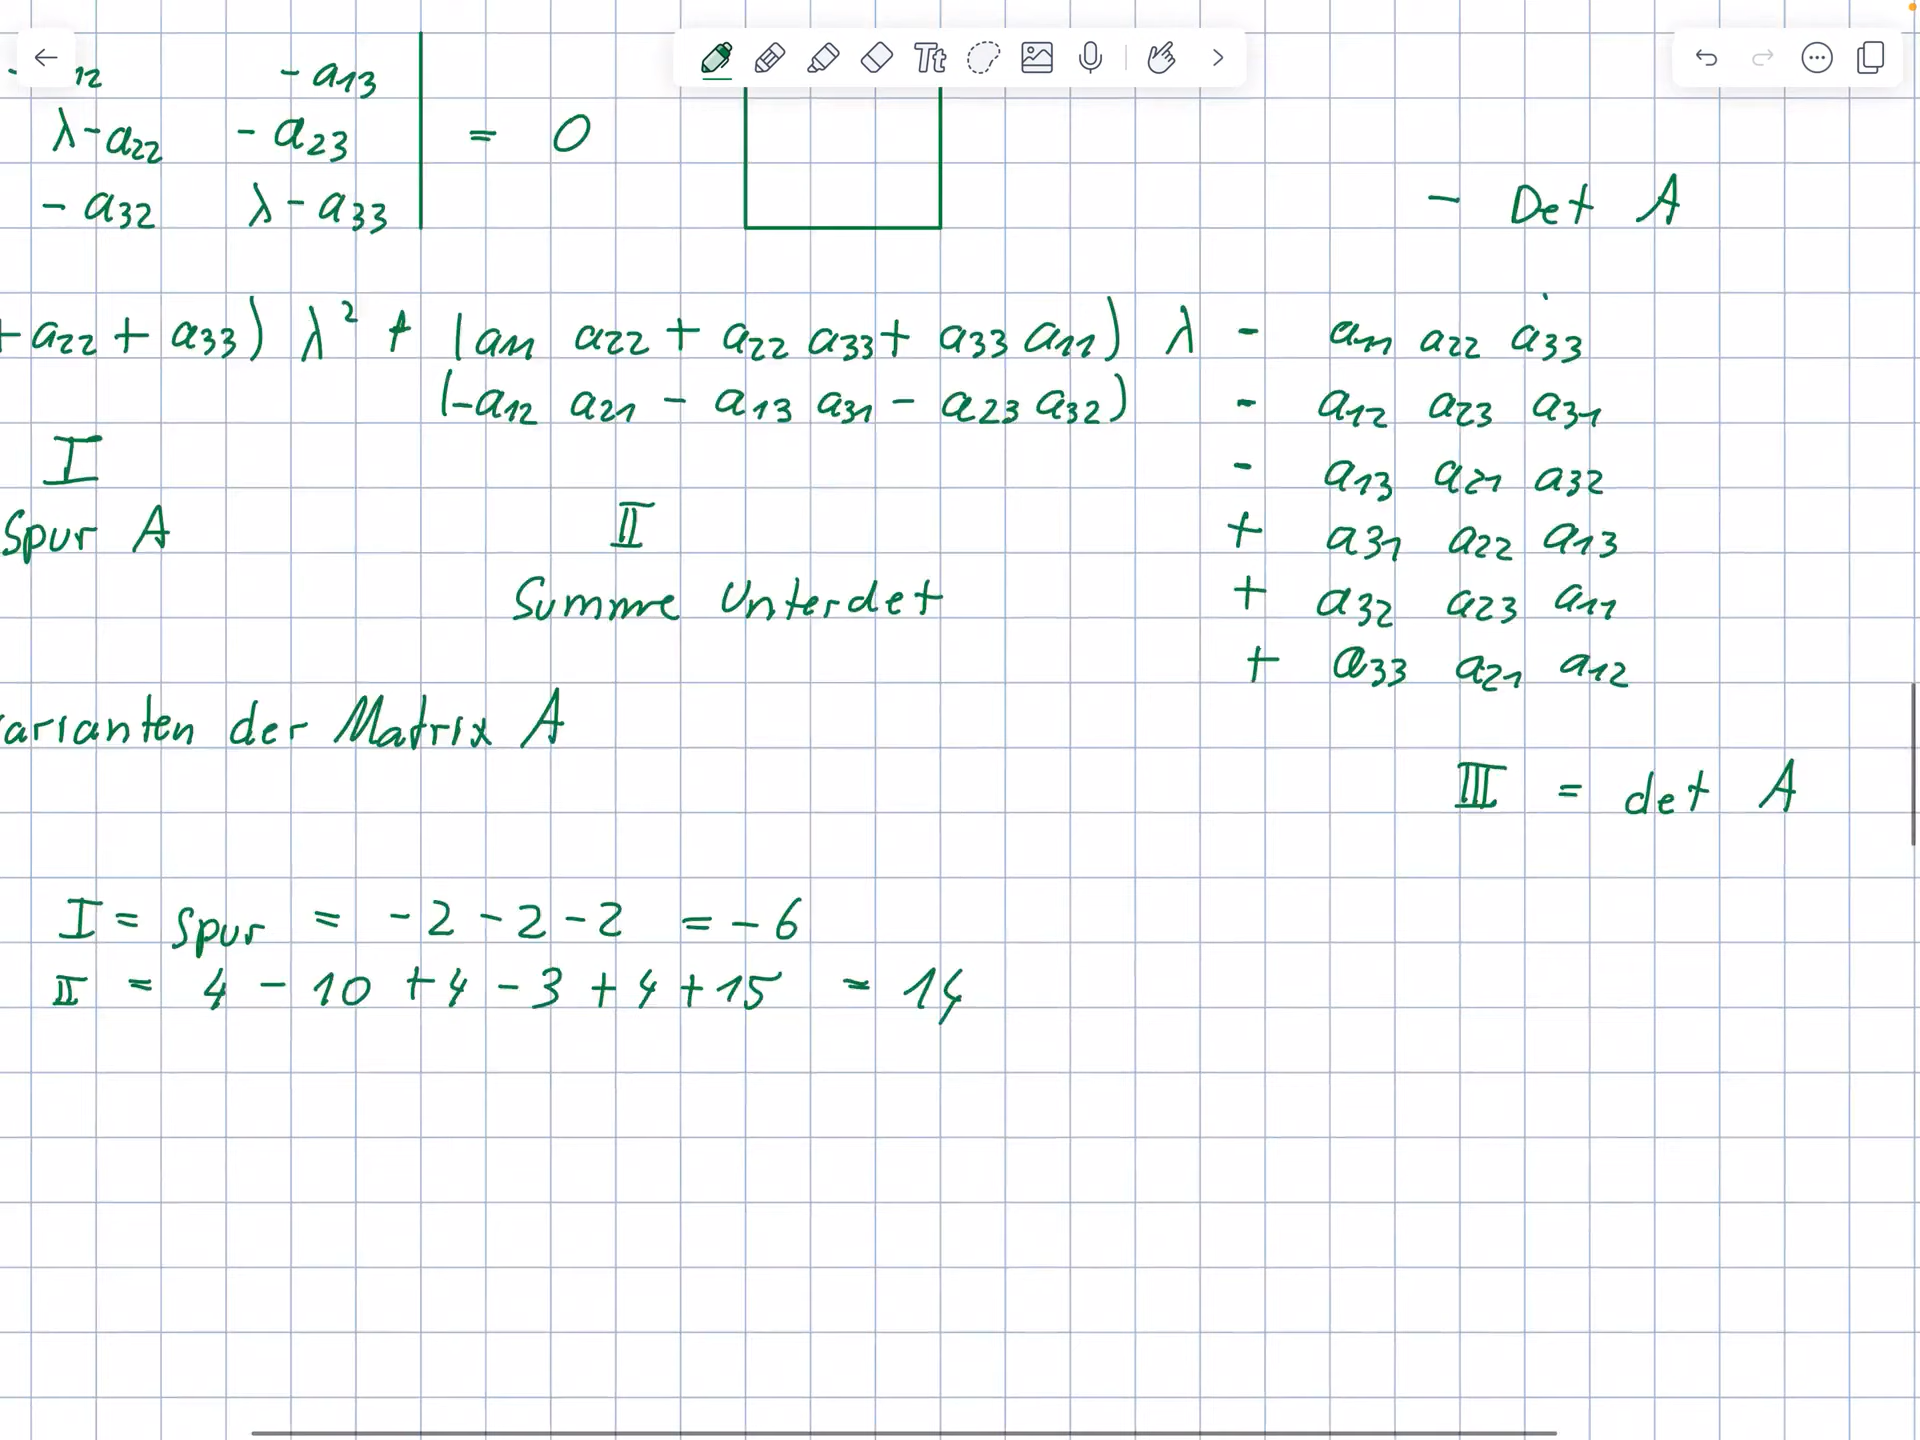 12 - a13
λ - a22 - a23 = 0
- a32 λ - a33
- Det A
+ a22 + a33) λ² + (a11 a22 + a22 a33 + a33 a11) λ - a11 a22 a33
(-a12 a21 - a13 a31 - a23 a32) - a12 a23 a31
I
- a13 a21 a32
Spur A
II
+ a31 a22 a13
Summe Unterdet
+ a32 a23 a11
+ a33 a21 a12
arianten der Matrix A
III = det A
I = Spur = -2 -2 -2 = -6
II = 4 - 10 + 4 - 3 + 4 + 15 = 14
Tt